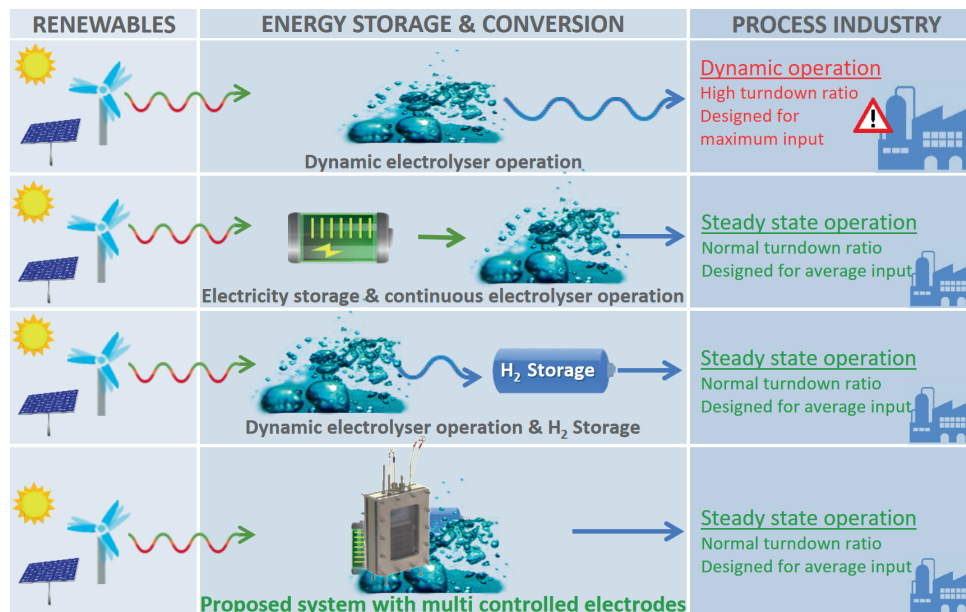 RENEWABLES
ENERGY STORAGE & CONVERSION
PROCESS INDUSTRY
Dynamic electrolyser operation
Dynamic operation
High turndown ratio
Designed for
maximum input
!
Electricity storage & continuous electrolyser operation
Steady state operation
Normal turndown ratio
Designed for average input
H₂ Storage
Dynamic electrolyser operation & H₂ Storage
Steady state operation
Normal turndown ratio
Designed for average input
Proposed system with multi controlled electrodes
Steady state operation
Normal turndown ratio
Designed for average input